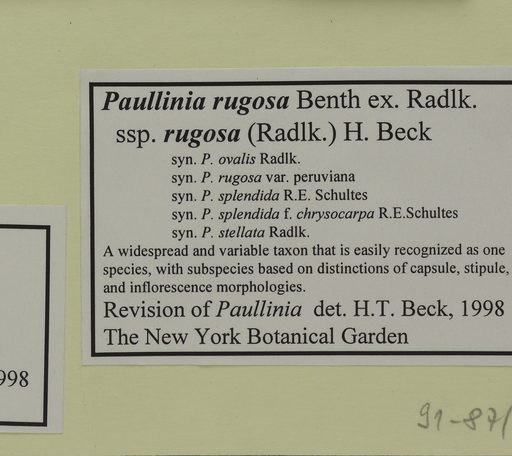 Paullinia rugosa Benth ex. Radlk.
ssp. rugosa (Radlk.) H. Beck
syn. P. ovalis Radlk.
syn. P. rugosa var. peruviana
syn. P. splendida R.E. Schultes
syn. P. splendida f. chrysocarpa R.E.Schultes
syn. P. stellata Radlk.
A widespread and variable taxon that is easily recognized as one
species, with subspecies based on distinctions of capsule, stipule,
and inflorescence morphologies.
Revision of Paullinia det. H.T. Beck, 1998
The New York Botanical Garden
998
91-87/